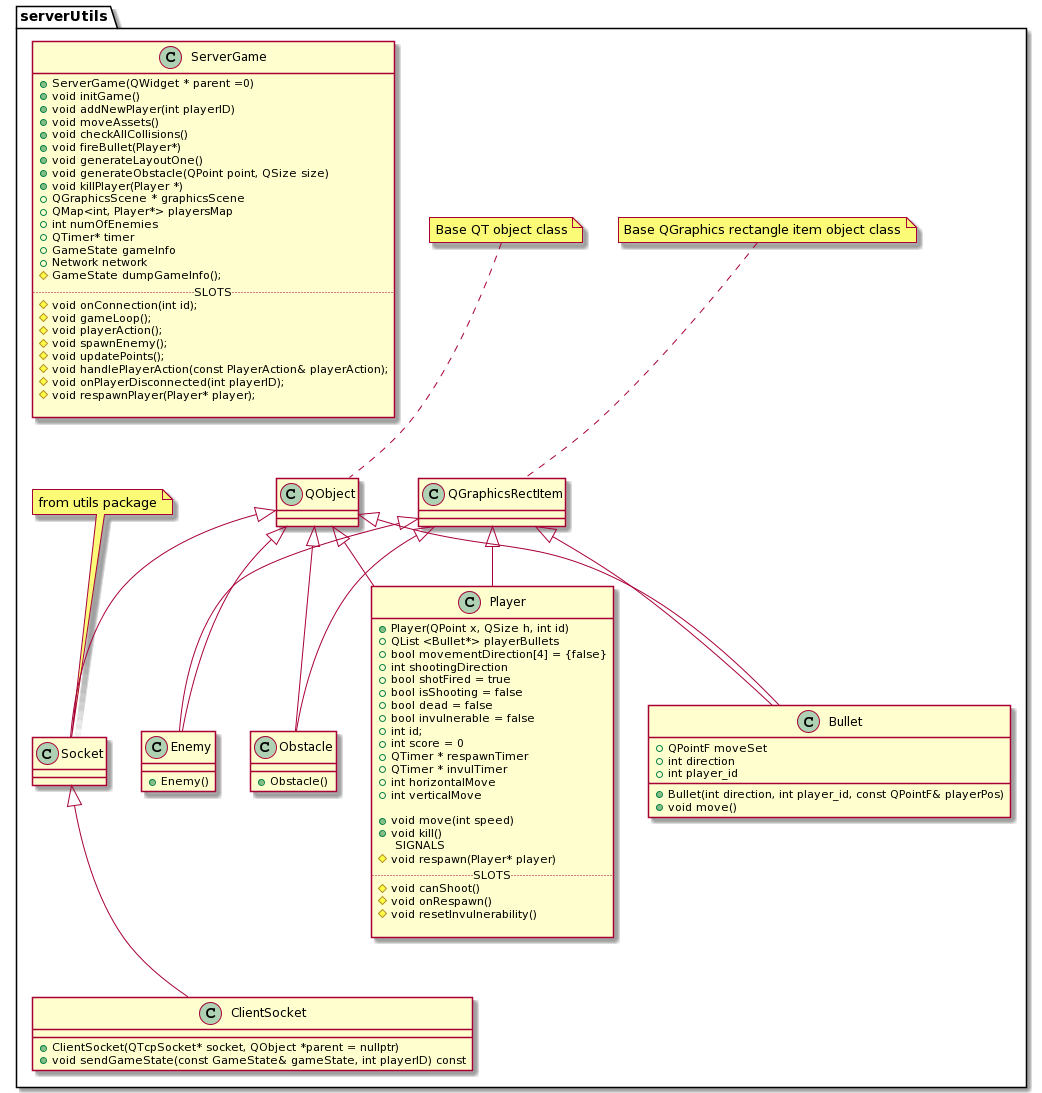 serverUtils
C ServerGame
ServerGame(QWidget * parent =0)
void initGame()
void addNewPlayer(int playerID)
void moveAssets()
void checkAllCollisions()
void fireBullet(Player*)
void generateLayoutOne()
void generateObstacle(QPoint point, QSize size)
void killPlayer(Player *)
QGraphicsScene * graphicsScene
QMap<int, Player*> playersMap
int numOfEnemies
QTimer* timer
GameState gameInfo
Network network
GameState dumpGameInfo();
SLOTS
void onConnection(int id);
void gameLoop();
void playerAction();
void spawnEnemy();
void updatePoints();
void handlePlayerAction(const PlayerAction& playerAction);
void onPlayerDisconnected(int playerID);
void respawnPlayer(Player* player);
Base QT object class
Base QGraphics rectangle item object class
from utils package
C QObject
C QGraphicsRectItem
C Player
Player(QPoint x, QSize h, int id)
QList <Bullet*> playerBullets
bool movementDirection[4] = {false}
int shootingDirection
bool shotFired = true
bool isShooting = false
bool dead = false
bool invulnerable = false
int id;
int score = 0
QTimer * respawnTimer
QTimer * invulTimer
int horizontalMove
int verticalMove
void move(int speed)
void kill()
SIGNALS
void respawn(Player* player)
SLOTS
void canShoot()
void onRespawn()
void resetInvulnerability()
C Socket
C Enemy
Enemy()
C Obstacle
Obstacle()
C Bullet
QPointF moveSet
int direction
int player_id
Bullet(int direction, int player_id, const QPointF& playerPos)
void move()
C ClientSocket
ClientSocket(QTcpSocket* socket, QObject *parent = nullptr)
void sendGameState(const GameState& gameState, int playerID) const